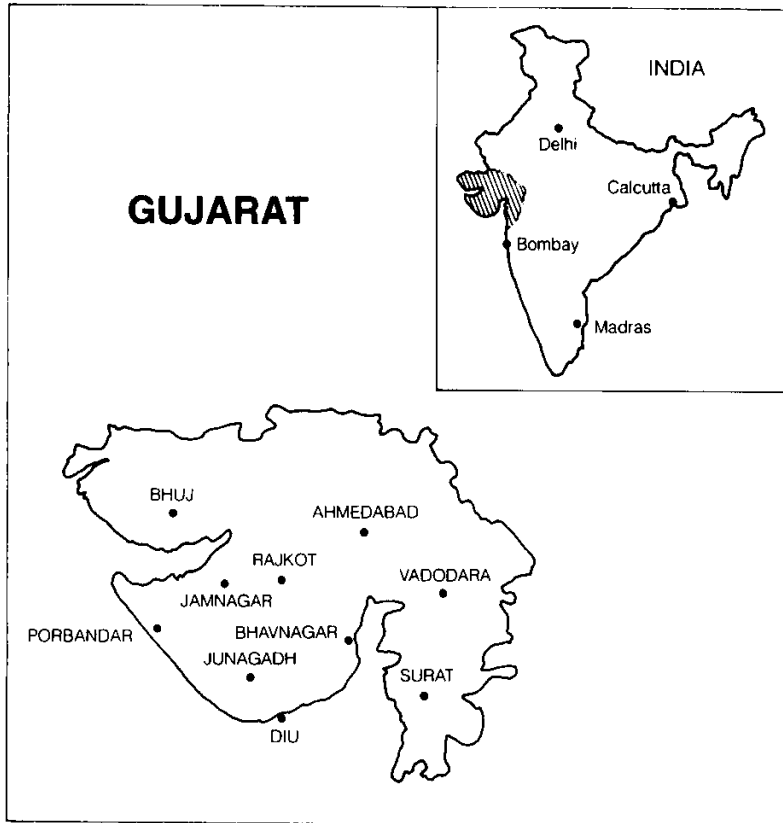 INDIA
Delhi
Calcutta
GUJARAT
Bombay
Madras
BHUJ
AHMEDABAD
RAJKOT
VADODARA
JAMNAGAR
PORBANDAR
BHAVNAGAR
JUNAGADH
SURAT
DIU